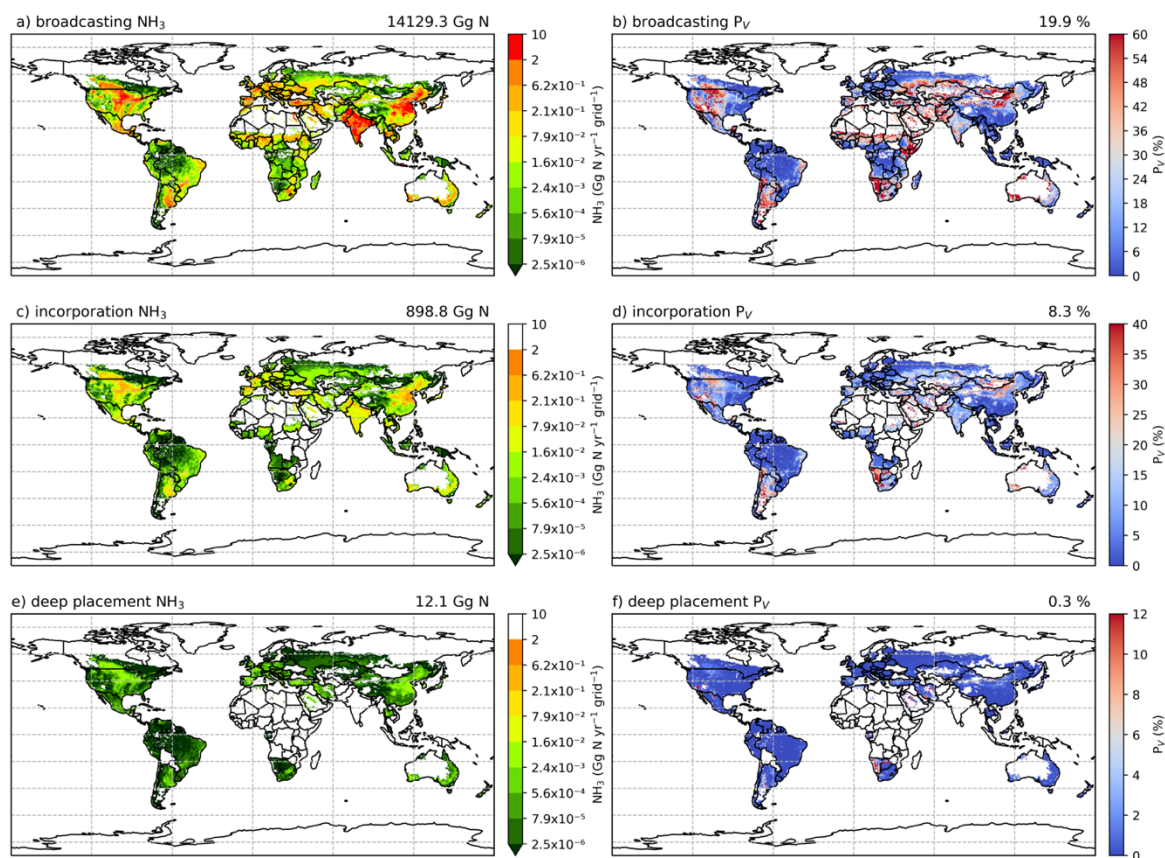 a) broadcasting NH₃ 14129.3 Gg N
10
2
6.2x10⁻¹
2.1x10⁻¹
7.9x10⁻²
1.6x10⁻²
2.4x10⁻³
5.6x10⁻⁴
7.9x10⁻⁵
2.5x10⁻⁶
NH₃ (Gg N yr⁻¹ grid⁻¹)
b) broadcasting P_V 19.9 %
60
54
48
42
36
30
24
18
12
6
0
P_V (%)
c) incorporation NH₃ 898.8 Gg N
10
2
6.2x10⁻¹
2.1x10⁻¹
7.9x10⁻²
1.6x10⁻²
2.4x10⁻³
5.6x10⁻⁴
7.9x10⁻⁵
2.5x10⁻⁶
NH₃ (Gg N yr⁻¹ grid⁻¹)
d) incorporation P_V 8.3 %
40
35
30
25
20
15
10
5
0
P_V (%)
e) deep placement NH₃ 12.1 Gg N
10
2
6.2x10⁻¹
2.1x10⁻¹
7.9x10⁻²
1.6x10⁻²
2.4x10⁻³
5.6x10⁻⁴
7.9x10⁻⁵
2.5x10⁻⁶
NH₃ (Gg N yr⁻¹ grid⁻¹)
f) deep placement P_V 0.3 %
12
10
8
6
4
2
0
P_V (%)